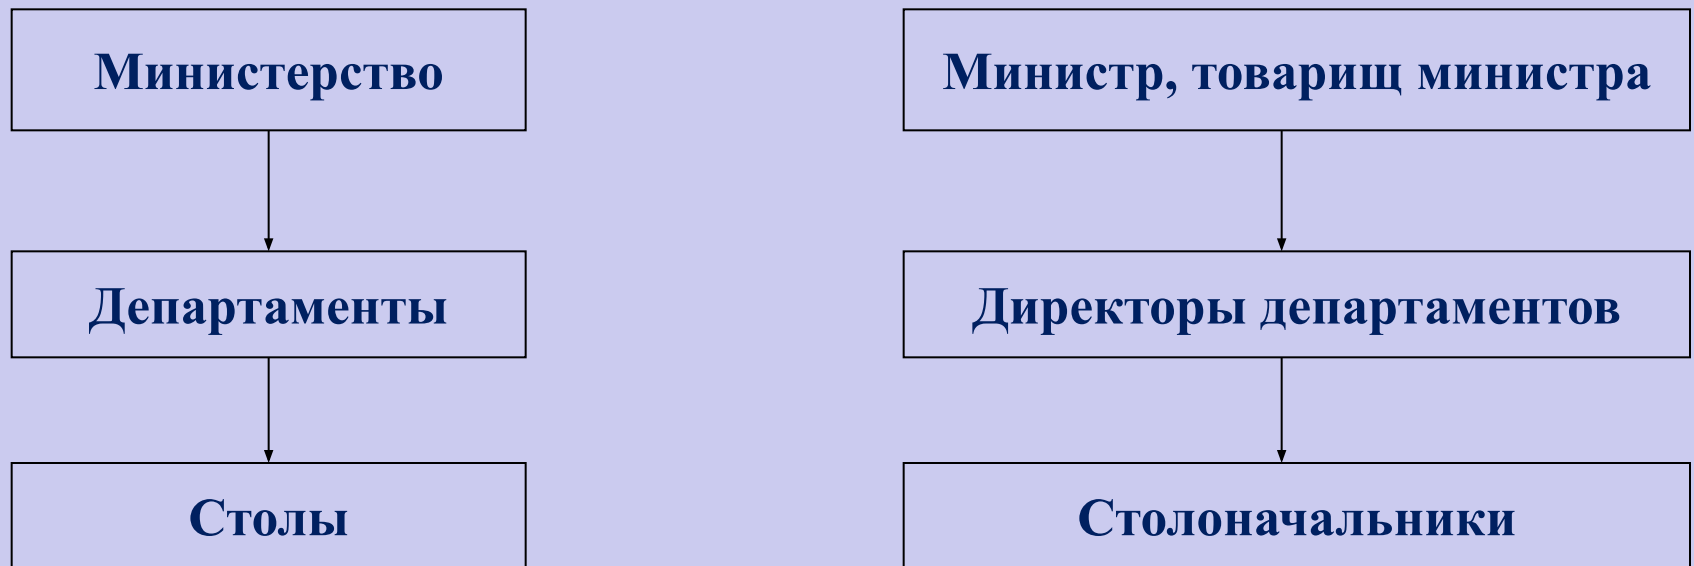 Министерство
Министр, товарищ министра
Департаменты
Директоры департаментов
Столы
Столоначальники